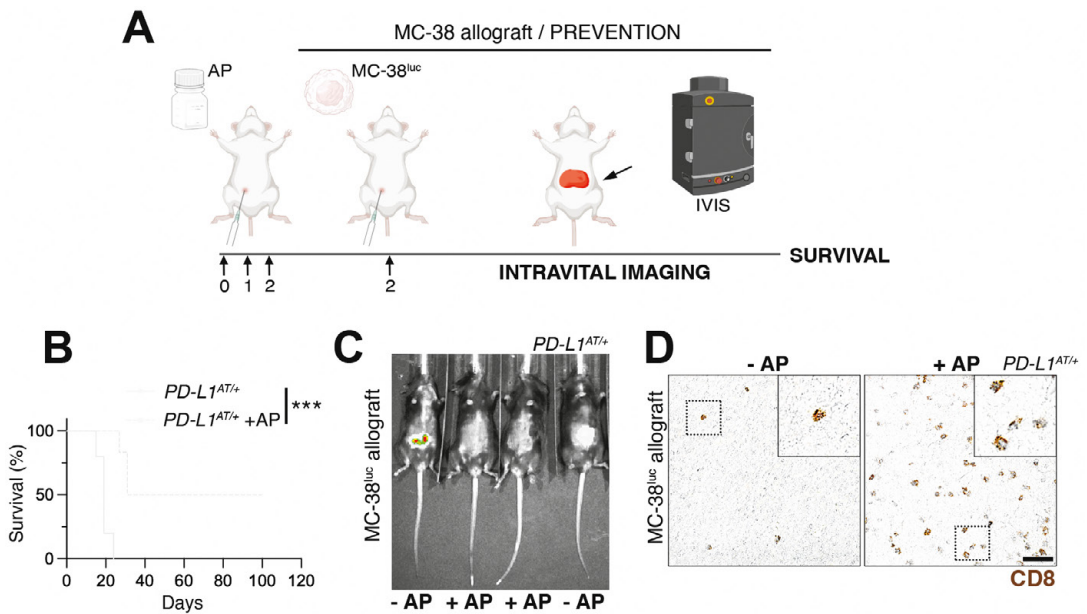 A
MC-38 allograft / PREVENTION
AP
MC-38luc
IVIS
SURVIVAL
INTRAVITAL IMAGING
0 1 2 2
B
PD-L1AT/+
PD-L1AT/+ +AP
***
Survival (%)
100
50
0
0 20 40 60 80 100 120
Days
C
PD-L1AT/+
MC-38luc allograft
- AP + AP + AP - AP
D
- AP + AP PD-L1AT/+
MC-38luc allograft
CD8